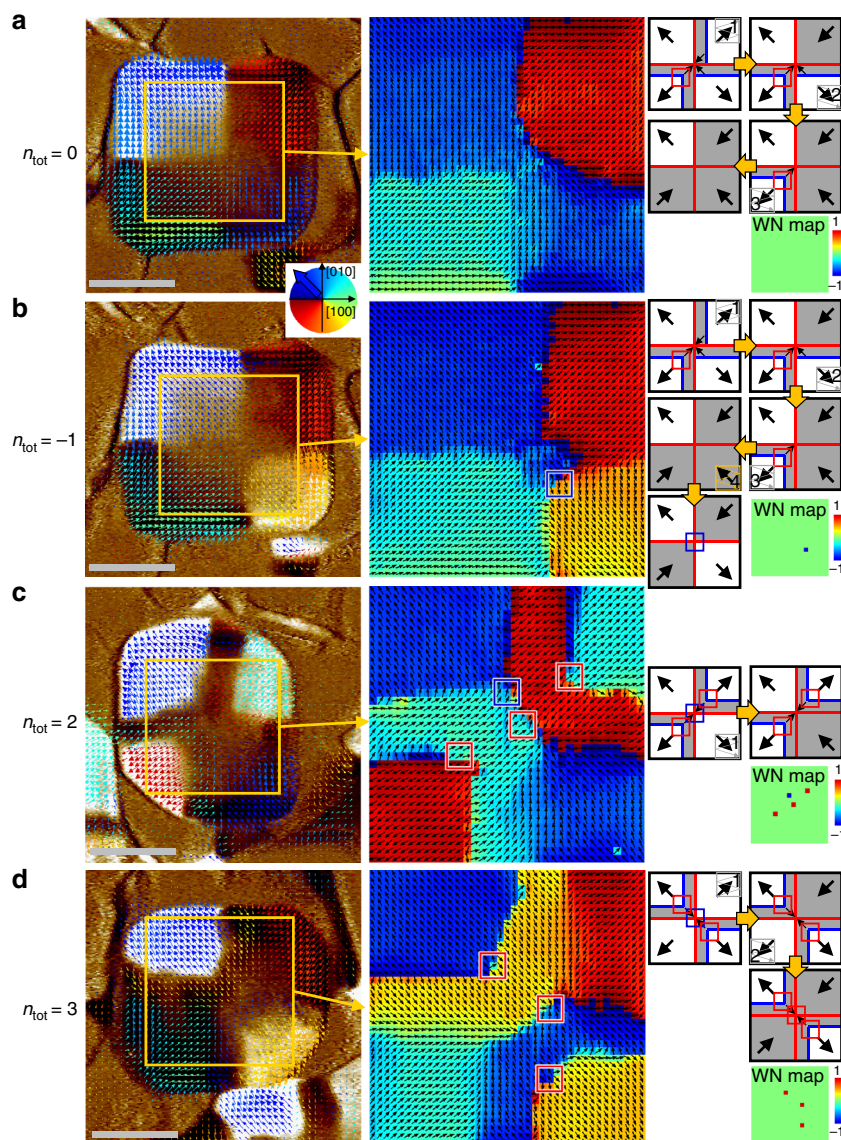 a
n_tot = 0
1
2
3
WN map
1
−1
[010]
[100]
b
n_tot = −1
1
2
3
4
WN map
1
−1
c
n_tot = 2
1
WN map
1
−1
d
n_tot = 3
1
2
WN map
1
−1